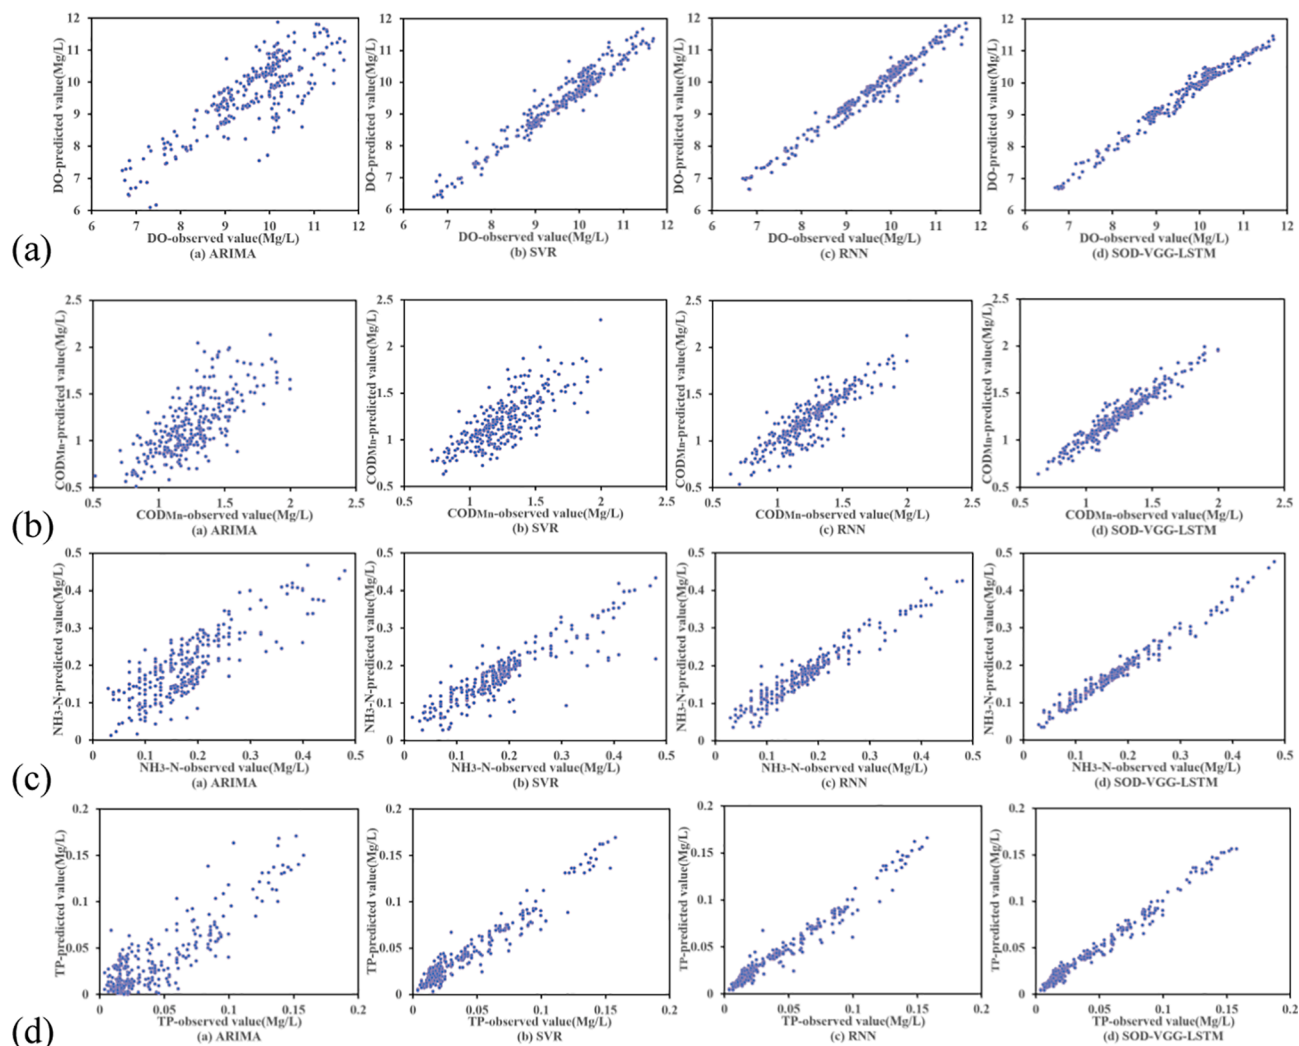 DO-predicted value(Mg/L)
12
11
10
9
8
7
6
6 7 8 9 10 11 12
DO-observed value(Mg/L)
(a) ARIMA
DO-predicted value(Mg/L)
12
11
10
9
8
7
6
7 8 9 10 11 12
DO-observed value(Mg/L)
(b) SVR
DO-predicted value(Mg/L)
12
11
10
9
8
7
6
7 8 9 10 11 12
DO-observed value(Mg/L)
(c) RNN
DO-predicted value(Mg/L)
12
11
10
9
8
7
6
6 7 8 9 10 11 12
DO-observed value(Mg/L)
(d) SOD-VGG-LSTM
(a)
CODMn-predicted value(Mg/L)
2.5
2
1.5
1
0.5
0.5 1 1.5 2 2.5
CODMn-observed value(Mg/L)
(a) ARIMA
CODMn-predicted value(Mg/L)
2.5
2
1.5
1
0.5
0.5 1 1.5 2 2.5
CODMn-observed value(Mg/L)
(b) SVR
CODMn-predicted value(Mg/L)
2.5
2
1.5
1
0.5
0.5 1 1.5 2 2.5
CODMn-observed value(Mg/L)
(c) RNN
CODMn-predicted value(Mg/L)
2.5
2
1.5
1
0.5
0.5 1 1.5 2 2.5
CODMn-observed value(Mg/L)
(d) SOD-VGG-LSTM
(b)
NH3-N-predicted value(Mg/L)
0.5
0.4
0.3
0.2
0.1
0
0.1 0.2 0.3 0.4 0.5
NH3-N-observed value(Mg/L)
(a) ARIMA
NH3-N-predicted value(Mg/L)
0.5
0.4
0.3
0.2
0.1
0
0.1 0.2 0.3 0.4 0.5
NH3-N-observed value(Mg/L)
(b) SVR
NH3-N-predicted value(Mg/L)
0.5
0.4
0.3
0.2
0.1
0
0.1 0.2 0.3 0.4 0.5
NH3-N-observed value(Mg/L)
(c) RNN
NH3-N-predicted value(Mg/L)
0.5
0.4
0.3
0.2
0.1
0
0 0.1 0.2 0.3 0.4 0.5
NH3-N-observed value(Mg/L)
(d) SOD-VGG-LSTM
(c)
TP-predicted value(Mg/L)
0.2
0.15
0.1
0.05
0
0 0.05 0.1 0.15 0.2
TP-observed value(Mg/L)
(a) ARIMA
TP-predicted value(Mg/L)
0.2
0.15
0.1
0.05
0
0 0.05 0.1 0.15 0.2
TP-observed value(Mg/L)
(b) SVR
TP-predicted value(Mg/L)
0.2
0.15
0.1
0.05
0
0 0.05 0.1 0.15 0.2
TP-observed value(Mg/L)
(c) RNN
TP-predicted value(Mg/L)
0.2
0.15
0.1
0.05
0
0 0.05 0.1 0.15 0.2
TP-observed value(Mg/L)
(d) SOD-VGG-LSTM
(d)